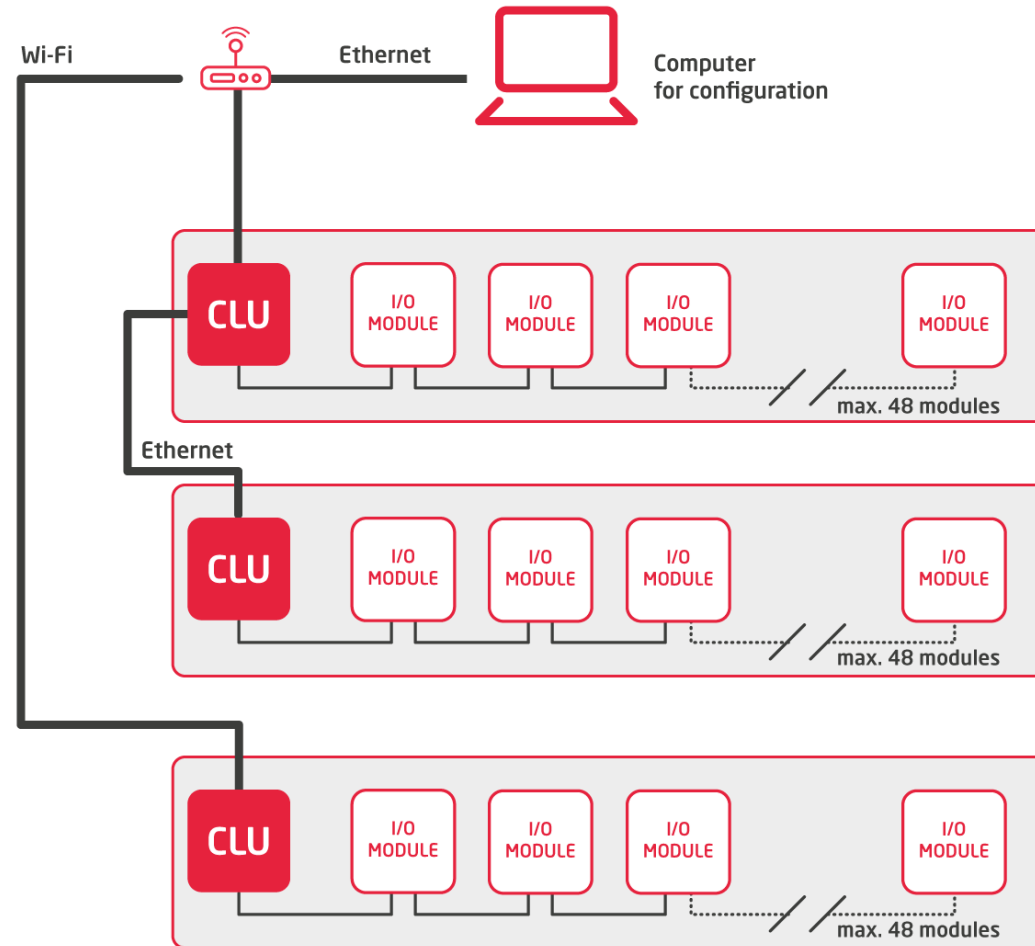 Wi-Fi
Ethernet
Computer
for configuration
CLU
I/O
MODULE
I/O
MODULE
I/O
MODULE
I/O
MODULE
max. 48 modules
Ethernet
CLU
I/O
MODULE
I/O
MODULE
I/O
MODULE
I/O
MODULE
max. 48 modules
CLU
I/O
MODULE
I/O
MODULE
I/O
MODULE
I/O
MODULE
max. 48 modules